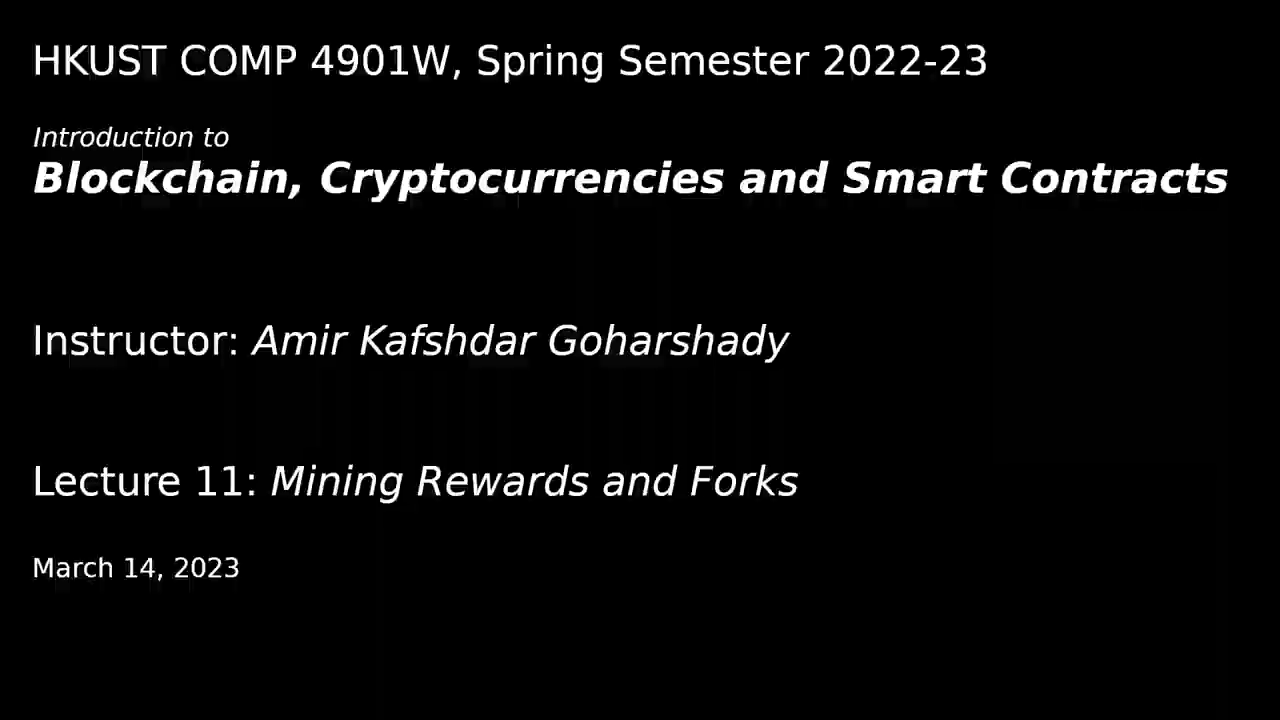 HKUST COMP 4901W, Spring Semester 2022-23
Introduction to
Blockchain, Cryptocurrencies and Smart Contracts
Instructor: Amir Kafshdar Goharshady
Lecture 11: Mining Rewards and Forks
March 14, 2023